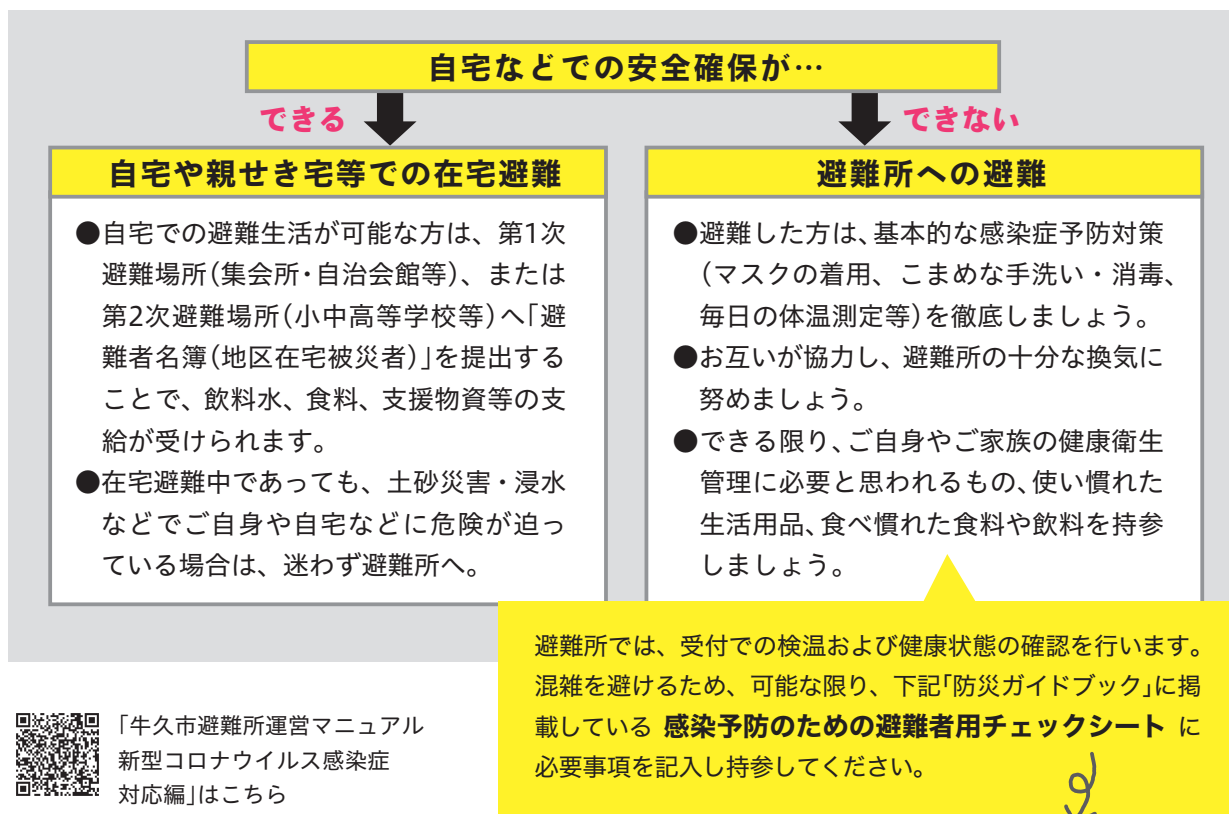 自宅などでの安全確保が…
できる
できない
自宅や親せき宅等での在宅避難
●自宅での避難生活が可能な方は、第1次
避難場所(集会所・自治会館等)、または
第2次避難場所(小中高等学校等)へ「避
難者名簿(地区在宅被災者)」を提出する
ことで、飲料水、食料、支援物資等の支
給が受けられます。
●在宅避難中であっても、土砂災害・浸水
などでご自身や自宅などに危険が迫っ
ている場合は、迷わず避難所へ。
避難所への避難
●避難した方は、基本的な感染症予防対策
(マスクの着用、こまめな手洗い・消毒、
毎日の体温測定等)を徹底しましょう。
●お互いが協力し、避難所の十分な換気に
努めましょう。
●できる限り、ご自身やご家族の健康衛生
管理に必要と思われるもの、使い慣れた
生活用品、食べ慣れた食料や飲料を持参
しましょう。
避難所では、受付での検温および健康状態の確認を行います。
混雑を避けるため、可能な限り、下記「防災ガイドブック」に掲
載している 感染予防のための避難者用チェックシート に
必要事項を記入し持参してください。
「牛久市避難所運営マニュアル
新型コロナウイルス感染症
対応編」はこちら